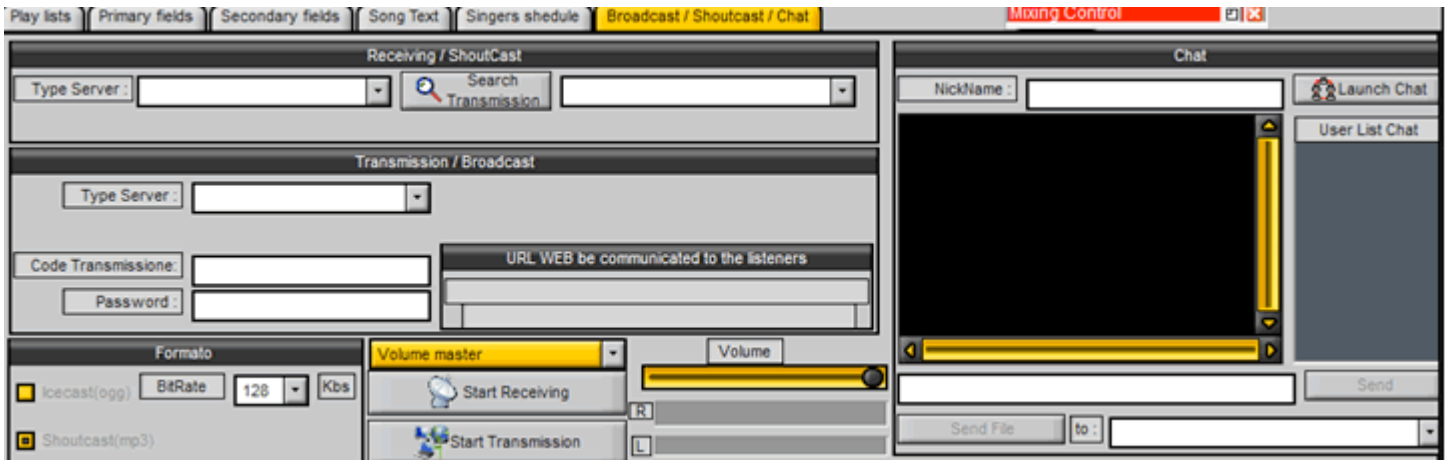 Play lists Primary fields Secondary fields Song Text Singers shedule Broadcast / Shoutcast / Chat Mixing Control
Receiving / ShoutCast
Type Server :
Search
Transmission
Transmission / Broadcast
Type Server :
Code Transmissione:
Password :
URL WEB be communicated to the listeners
Formato
Icecast(ogg) BitRate 128 Kbs
Shoutcast(mp3)
Volume master
Start Receiving
Start Transmission
Volume
R
L
Chat
NickName : Launch Chat
User List Chat
Send
Send File to :